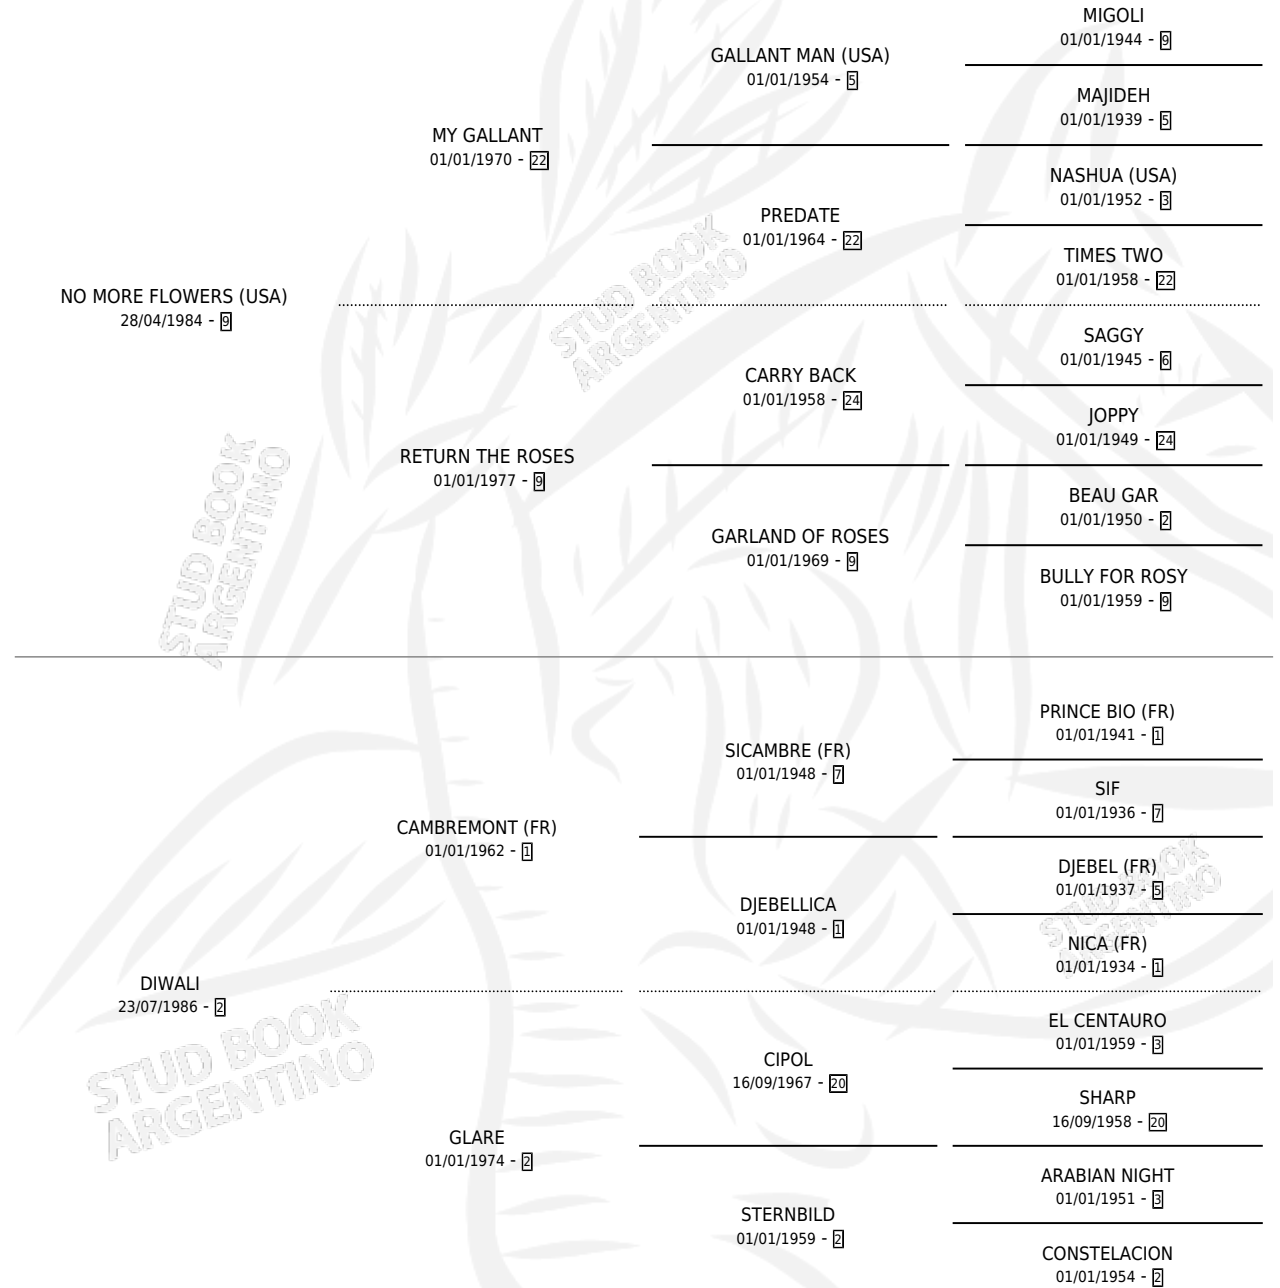 MIGOLI
01/01/1944 - 9
GALLANT MAN (USA)
01/01/1954 - 5
MAJIDEH
01/01/1939 - 5
MY GALLANT
01/01/1970 - 22
NASHUA (USA)
01/01/1952 - 3
PREDATE
01/01/1964 - 22
TIMES TWO
01/01/1958 - 22
NO MORE FLOWERS (USA)
28/04/1984 - 9
STUD BOOK
ARGENTINO
SAGGY
01/01/1945 - 6
CARRY BACK
01/01/1958 - 24
JOPPY
01/01/1949 - 24
RETURN THE ROSES
01/01/1977 - 9
BEAU GAR
01/01/1950 - 2
GARLAND OF ROSES
01/01/1969 - 9
BULLY FOR ROSY
01/01/1959 - 9
STUD BOOK
ARGENTINO
PRINCE BIO (FR)
01/01/1941 - 1
SICAMBRE (FR)
01/01/1948 - 7
SIF
01/01/1936 - 7
CAMBREMONT (FR)
01/01/1962 - 1
DJEBEL (FR)
01/01/1937 - 5
DJEBELLICA
01/01/1948 - 1
STUD BOOK
ARGENTINO
NICA (FR)
01/01/1934 - 1
DIWALI
23/07/1986 - 2
EL CENTAURO
01/01/1959 - 3
CIPOL
16/09/1967 - 20
STUD BOOK
ARGENTINO
SHARP
16/09/1958 - 20
GLARE
01/01/1974 - 2
ARABIAN NIGHT
01/01/1951 - 3
STERNBILD
01/01/1959 - 2
CONSTELACION
01/01/1954 - 2